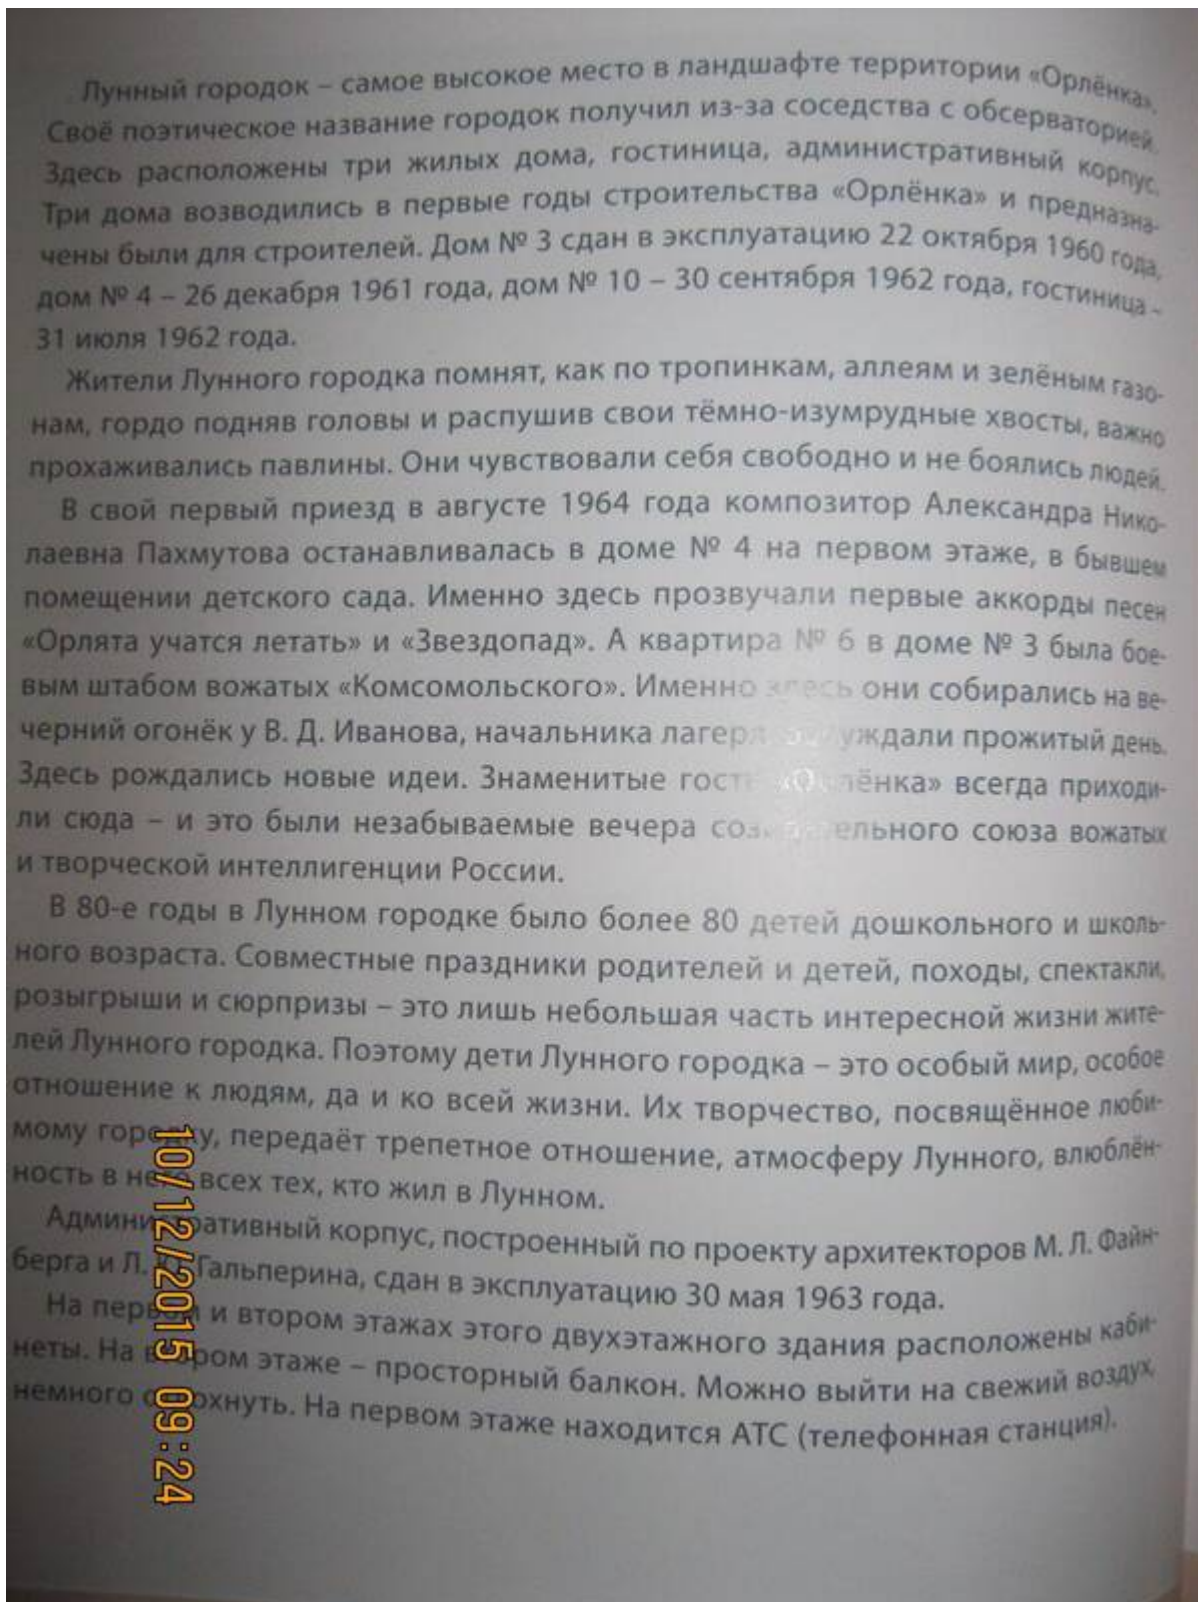 Лунный городок – самое высокое место в ландшафте территории «Орлёнка».
Своё поэтическое название городок получил из-за соседства с обсерваторией.
Здесь расположены три жилых дома, гостиница, административный корпус.
Три дома возводились в первые годы строительства «Орлёнка» и предназна-
чены были для строителей. Дом № 3 сдан в эксплуатацию 22 октября 1960 года,
дом № 4 – 26 декабря 1961 года, дом № 10 – 30 сентября 1962 года, гостиница –
31 июля 1962 года.
Жители Лунного городка помнят, как по тропинкам, аллеям и зелёным газо-
нам, гордо подняв головы и распушив свои тёмно-изумрудные хвосты, важно
прохаживались павлины. Они чувствовали себя свободно и не боялись людей.
В свой первый приезд в августе 1964 года композитор Александра Нико-
лаевна Пахмутова останавливалась в доме № 4 на первом этаже, в бывшем
помещении детского сада. Именно здесь прозвучали первые аккорды песен
«Орлята учатся летать» и «Звездопад». А квартира № 6 в доме № 3 была бое-
вым штабом вожатых «Комсомольского». Именно здесь они собирались на ве-
черний огонёк у В. Д. Иванова, начальника прожитый день.
Здесь рождались новые идеи. Знаменитые гости «Орлёнка» всегда приходи-
ли сюда – и это были незабываемые вечера созидательного союза вожатых
и творческой интеллигенции России.
В 80-е годы в Лунном городке было более 80 детей дошкольного и школь-
ного возраста. Совместные праздники родителей и детей, походы, спектакли,
розыгрыши и сюрпризы – это лишь небольшая часть интересной жизни жите-
лей Лунного городка. Поэтому дети Лунного городка – это особый мир, особое
отношение к людям, да и ко всей жизни. Их творчество, посвящённое люби-
мому городку, передаёт трепетное отношение, атмосферу Лунного, влюблён-
ность в него всех тех, кто жил в Лунном.
Административный корпус, построенный по проекту архитекторов М. Л. Файн-
берга и Л. Ю. Гальперина, сдан в эксплуатацию 30 мая 1963 года.
На первом и втором этажах этого двухэтажного здания расположены каби-
неты. На втором этаже – просторный балкон. Можно выйти на свежий воздух,
немного отдохнуть. На первом этаже находится АТС (телефонная станция).
10/12/2015 09:24